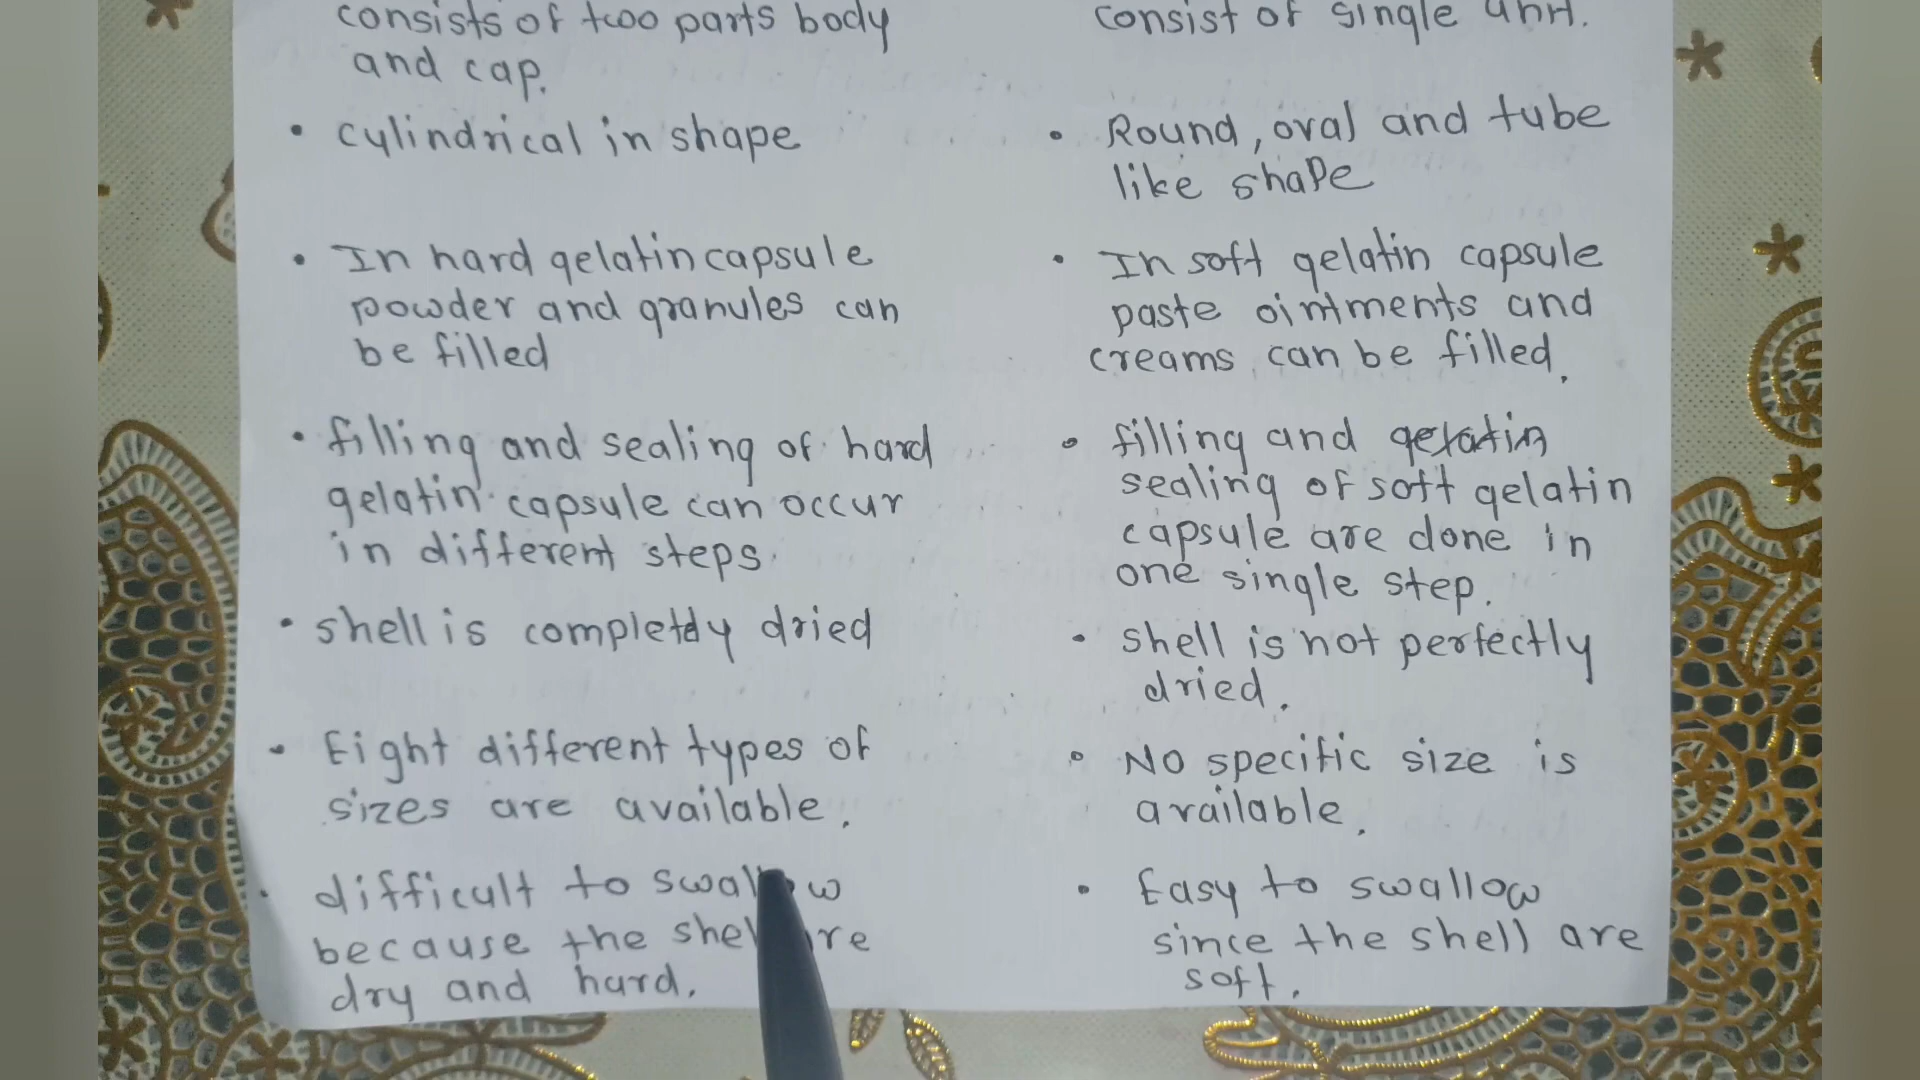 consists of two parts body
and cap.
• cylindrical in shape
• In hard gelatin capsule
powder and granules can
be filled
• filling and sealing of hard
gelatin capsule can occur
in different steps.
• shell is completly dried
• Eight different types of
sizes are available.
• difficult to swallow
because the shell are
dry and hard.
consist of single unit.
• Round, oval and tube
like shape
• In soft gelatin capsule
paste ointments and
creams can be filled.
• filling and gelatin
sealing of soft gelatin
capsule are done in
one single step.
• shell is not perfectly
dried.
• No specific size is
available.
• Easy to swallow
since the shell are
soft.